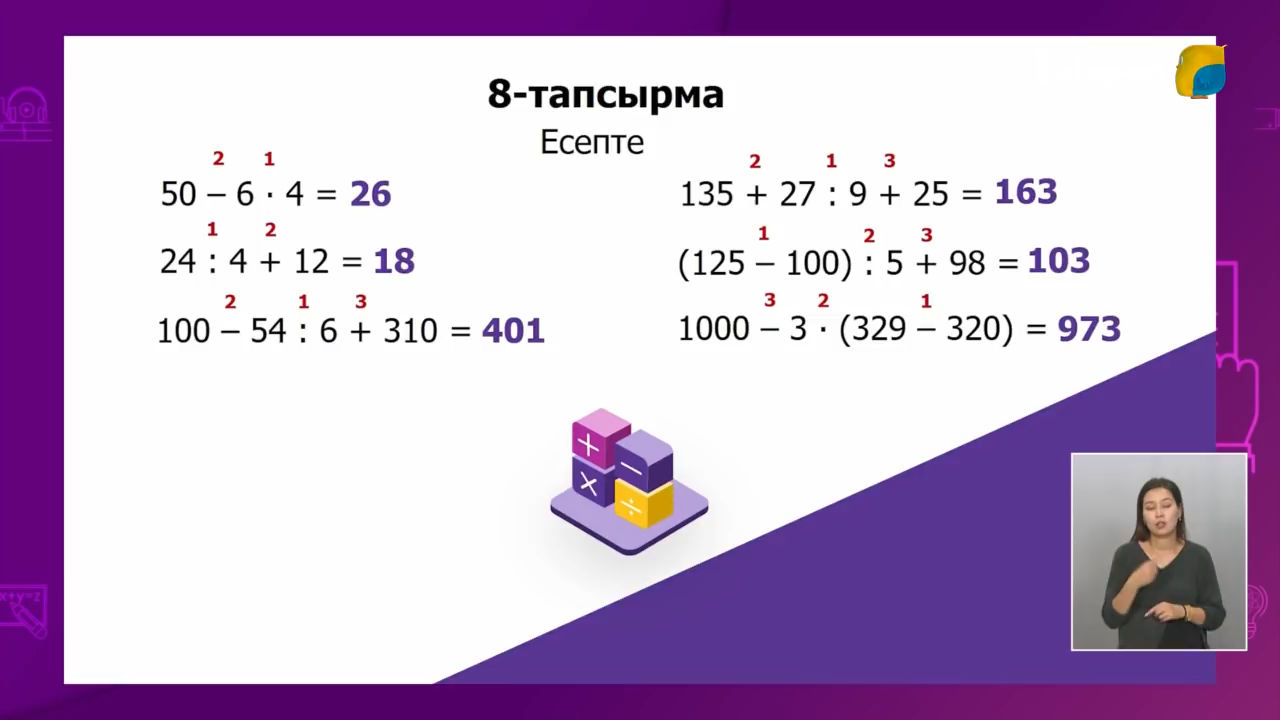 8-тапсырма
Есепте
2 1
50 – 6 · 4 = 26
1 2
24 : 4 + 12 = 18
2 1 3
100 – 54 : 6 + 310 = 401
2 1 3
135 + 27 : 9 + 25 = 163
1 2 3
(125 – 100) : 5 + 98 = 103
3 2 1
1000 – 3 · (329 – 320) = 973
x+y=z